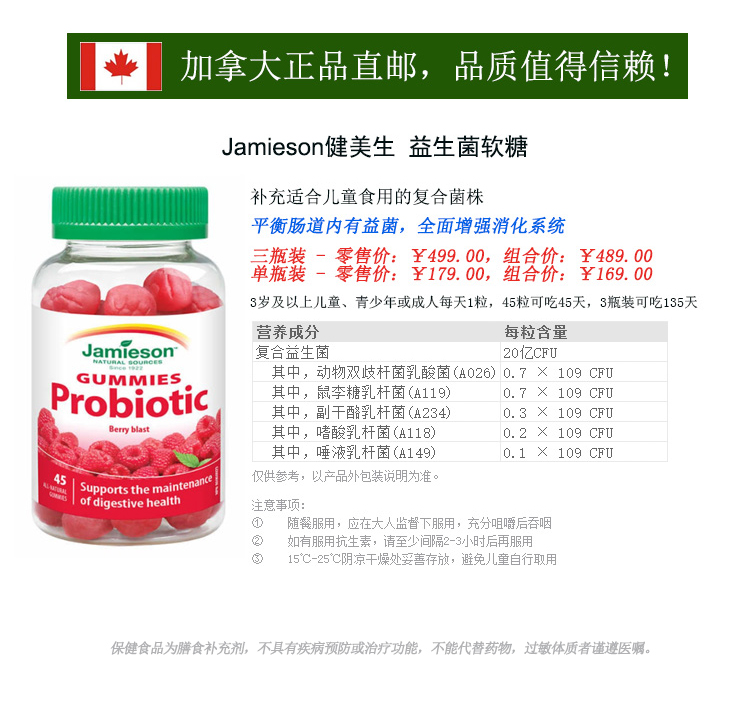 加拿大正品直邮，品质值得信赖！
Jamieson健美生 益生菌软糖
补充适合儿童食用的复合菌株
平衡肠道内有益菌，全面增强消化系统
三瓶装 - 零售价：￥499.00，组合价：￥489.00
单瓶装 - 零售价：￥179.00，组合价：￥169.00
3岁及以上儿童、青少年或成人每天1粒，45粒可吃45天，3瓶装可吃135天
营养成分 每粒含量
复合益生菌 20亿CFU
其中，动物双歧杆菌乳酸菌(A026) 0.7 × 109 CFU
其中，鼠李糖乳杆菌(A119) 0.7 × 109 CFU
其中，副干酪乳杆菌(A234) 0.3 × 109 CFU
其中，嗜酸乳杆菌(A118) 0.2 × 109 CFU
其中，唾液乳杆菌(A149) 0.1 × 109 CFU
仅供参考，以产品外包装说明为准。
注意事项：
① 随餐服用，应在大人监督下服用，充分咀嚼后吞咽
② 如有服用抗生素，请至少间隔2-3小时后再服用
③ 15℃-25℃阴凉干燥处妥善存放，避免儿童自行取用
Jamieson™
NATURAL SOURCES
Since 1922
GUMMIES
Probiotic
Berry blast
45
ALL-NATURAL
GUMMIES
Supports the maintenance
of digestive health
保健食品为膳食补充剂，不具有疾病预防或治疗功能，不能代替药物，过敏体质者谨遵医嘱。